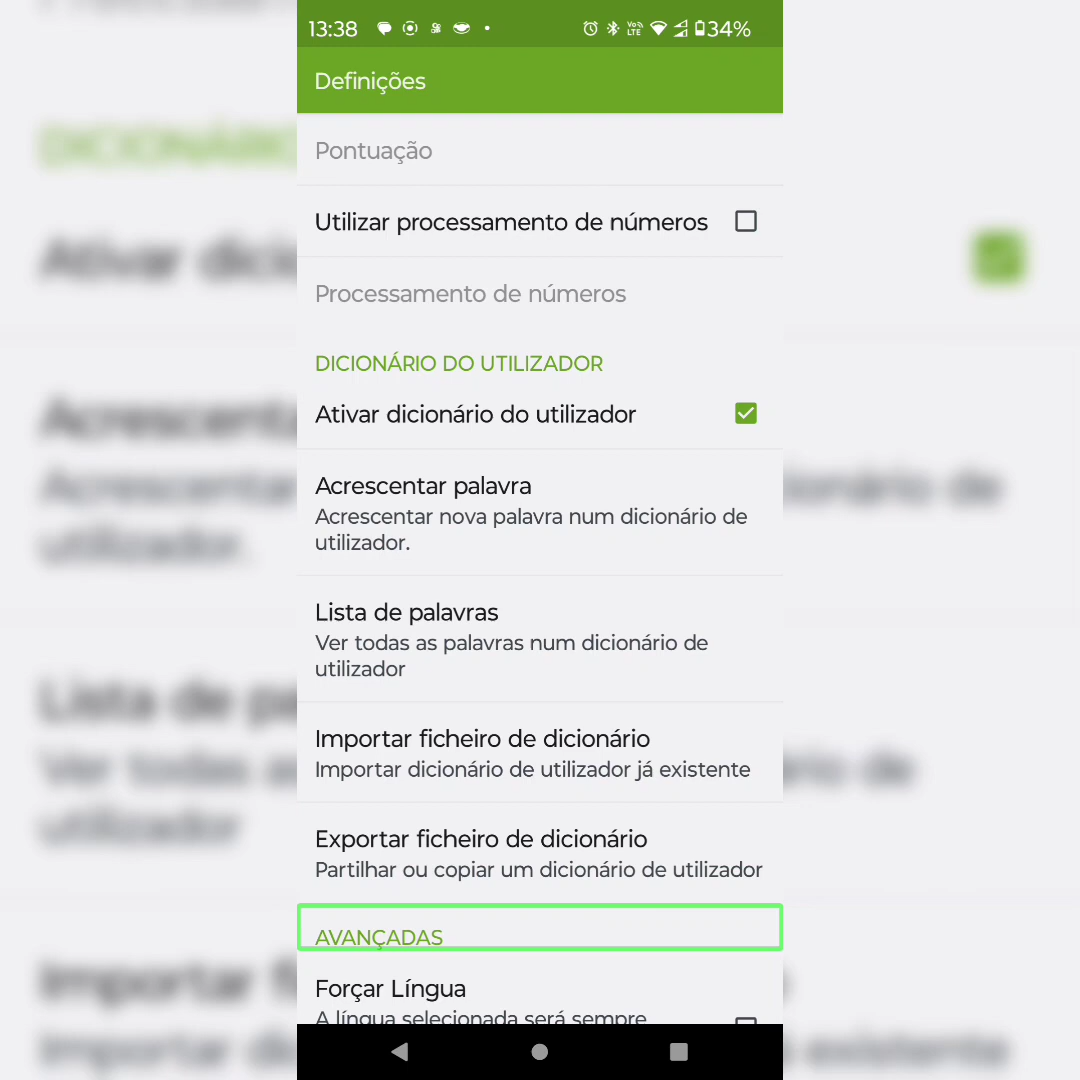 13:38
VoLTE 34%
Definições
Pontuação
Utilizar processamento de números
Processamento de números
DICIONÁRIO DO UTILIZADOR
Ativar dicionário do utilizador
Acrescentar palavra
Acrescentar nova palavra num dicionário de
utilizador.
Lista de palavras
Ver todas as palavras num dicionário de
utilizador
Importar ficheiro de dicionário
Importar dicionário de utilizador já existente
Exportar ficheiro de dicionário
Partilhar ou copiar um dicionário de utilizador
AVANÇADAS
Forçar Língua
A língua selecionada será sempre